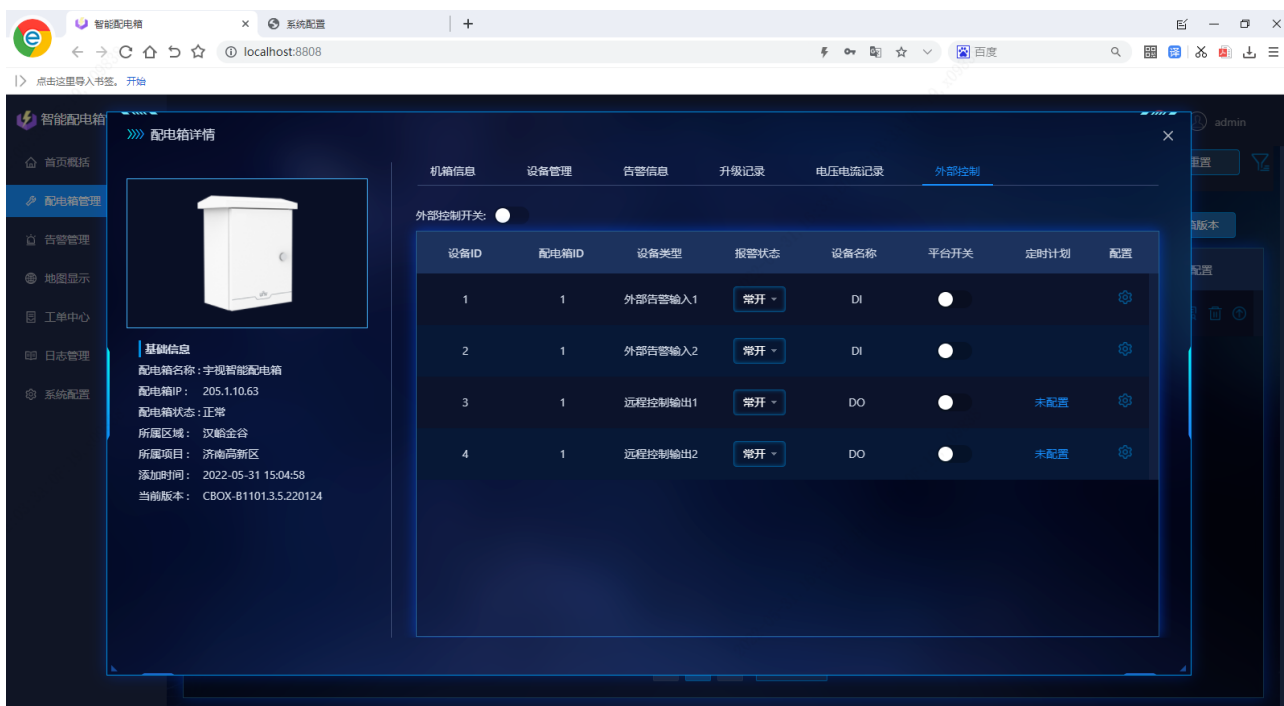 智能配电箱
系统配置
localhost:8808
百度
点击这里导入书签。 开始
智能配电箱
admin
首页概括
配电箱管理
告警管理
地图显示
工单中心
日志管理
系统配置
重置
箱版本
配置
配电箱详情
基础信息
配电箱名称 : 宇视智能配电箱
配电箱IP : 205.1.10.63
配电箱状态 : 正常
所属区域 : 汉峪金谷
所属项目 : 济南高新区
添加时间 : 2022-05-31 15:04:58
当前版本 : CBOX-B1101.3.5.220124
机箱信息 设备管理 告警信息 升级记录 电压电流记录 外部控制
外部控制开关:
设备ID 配电箱ID 设备类型 报警状态 设备名称 平台开关 定时计划 配置
1 1 外部告警输入1 常开 DI
2 1 外部告警输入2 常开 DI
3 1 远程控制输出1 常开 DO 未配置
4 1 远程控制输出2 常开 DO 未配置